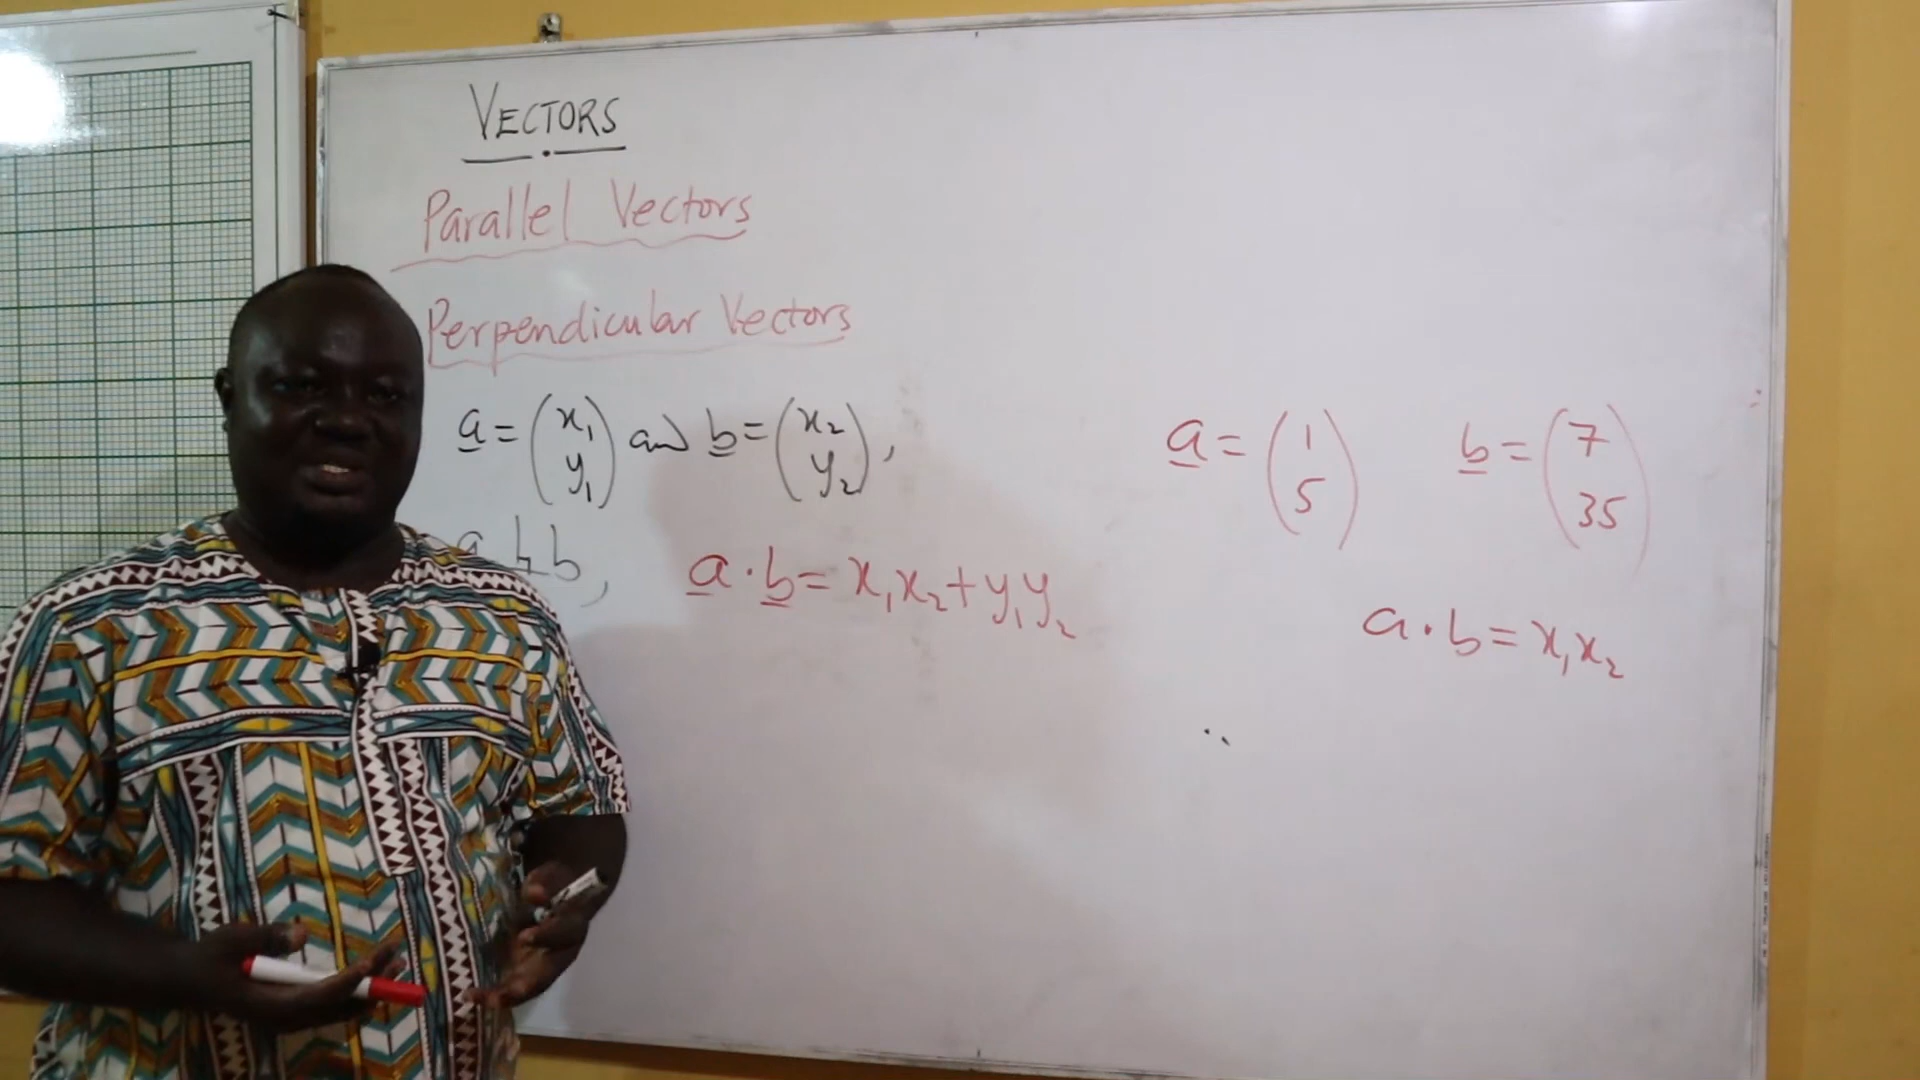 VECTORS
Parallel Vectors
Perpendicular Vectors
a = (x₁ y₁) and b = (x₂ y₂),
a ⊥ b, a · b = x₁x₂ + y₁y₂
a = (1 5) b = (7 35)
a · b = x₁x₂